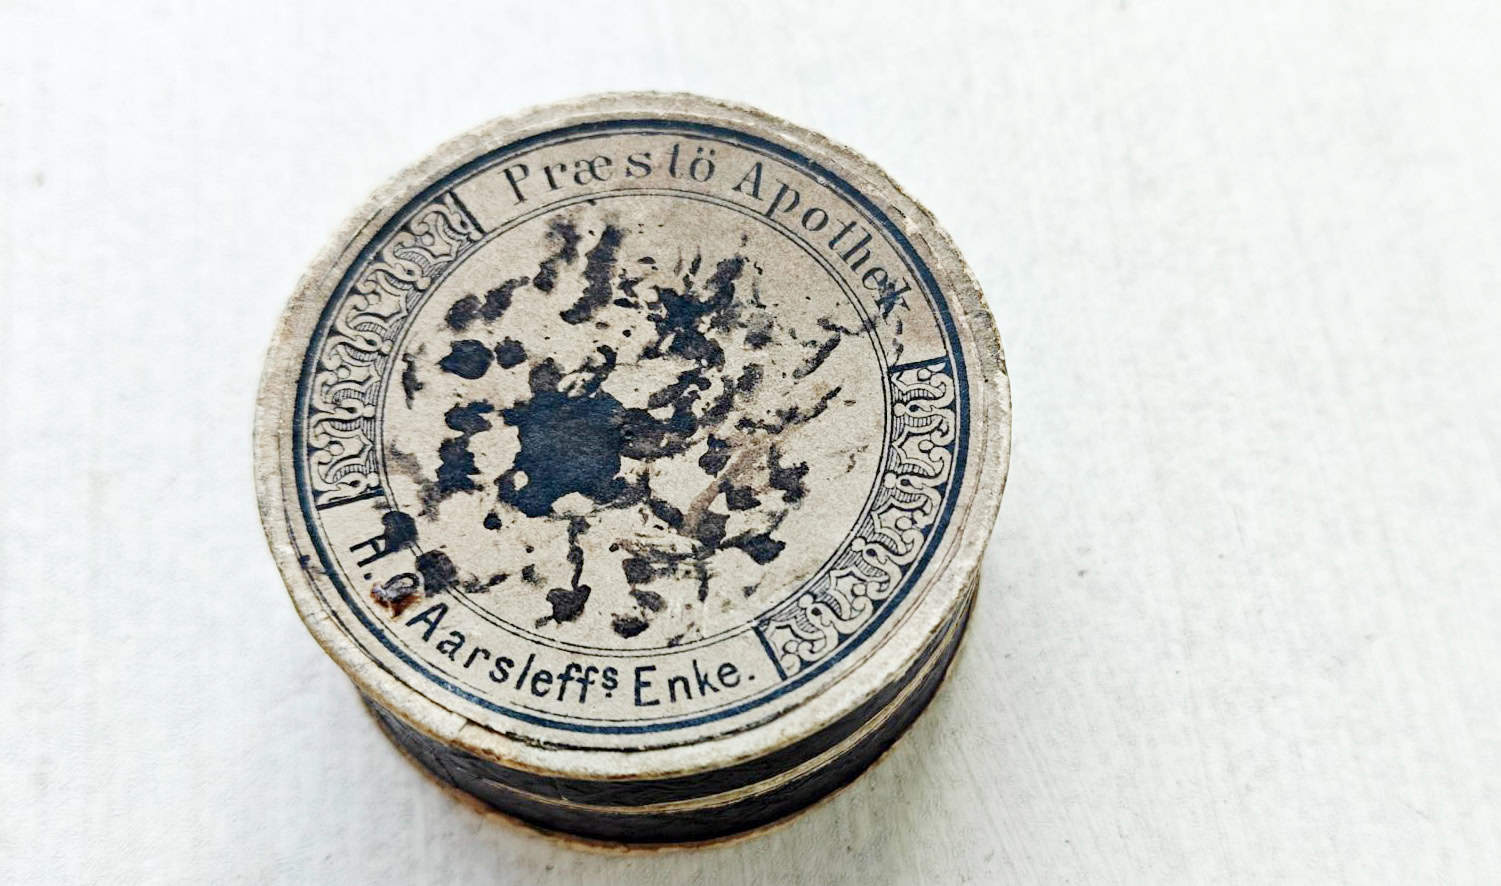 Præstö Apothek
H. Aarsleffs Enke.